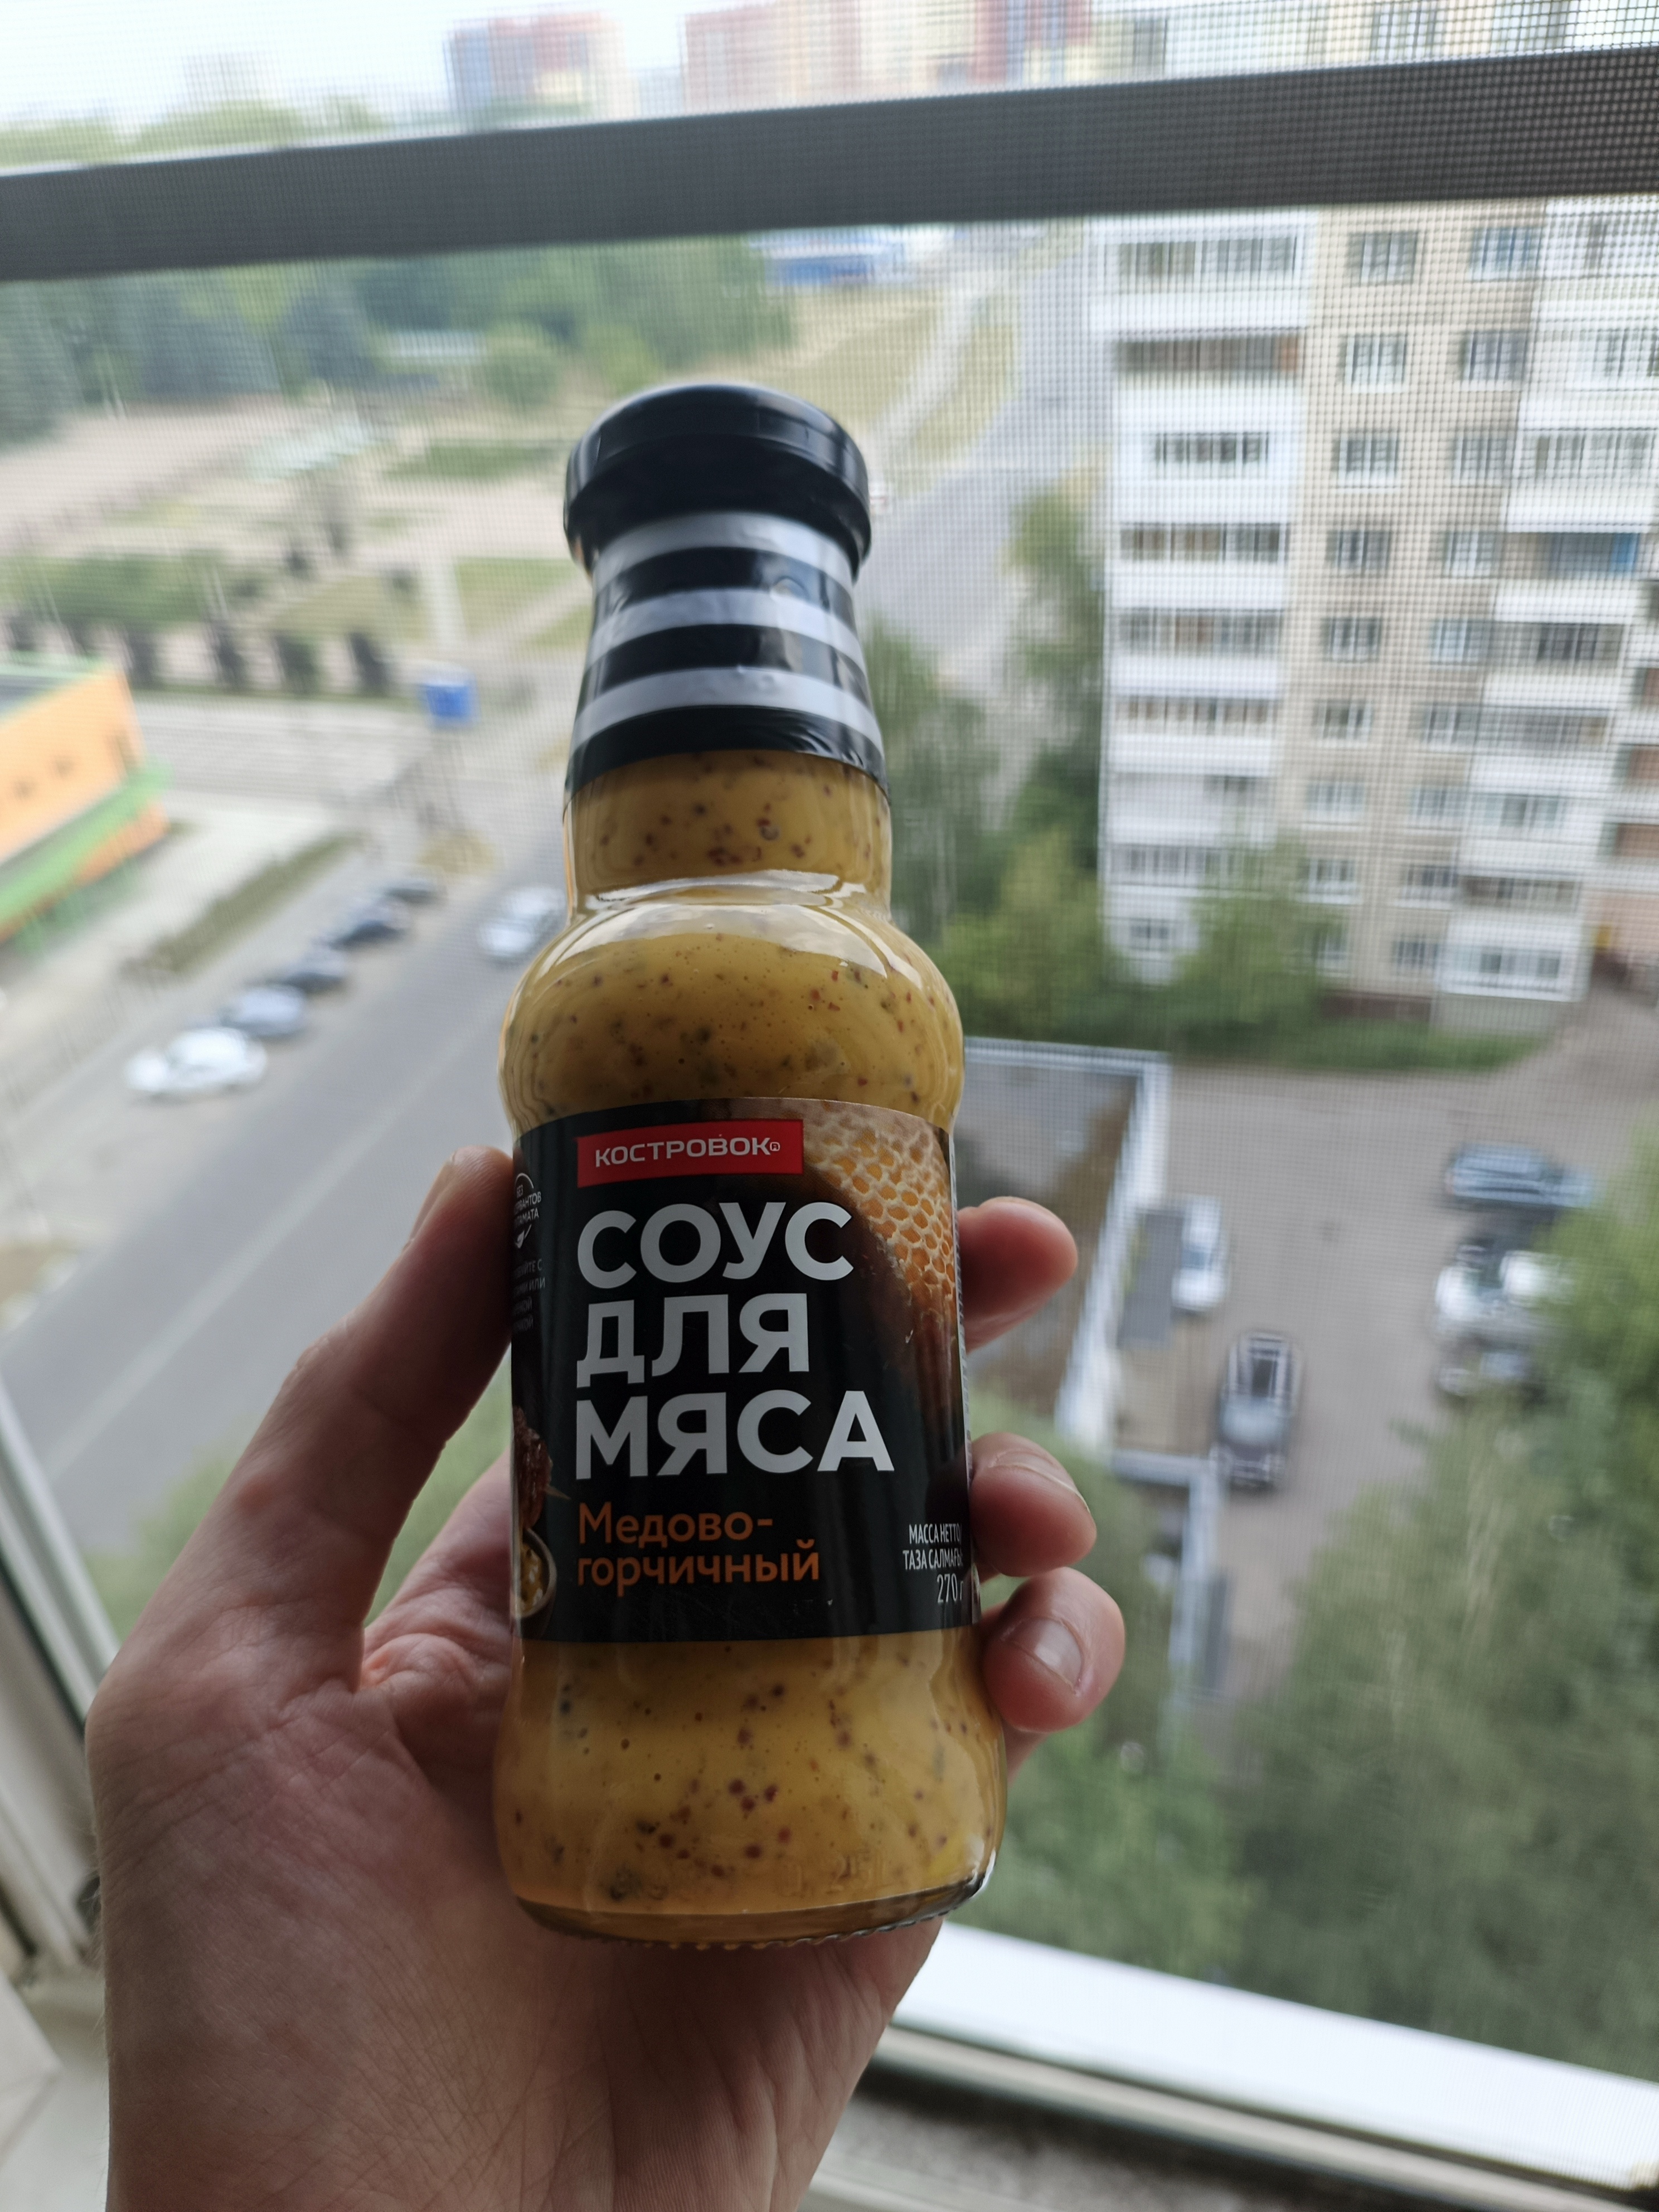 КОСТРОВОК®
СОУС
ДЛЯ
МЯСА
Медово-
горчичный
МАССА НЕТТО/
ТАЗА САЛМАҒЫ
270 г